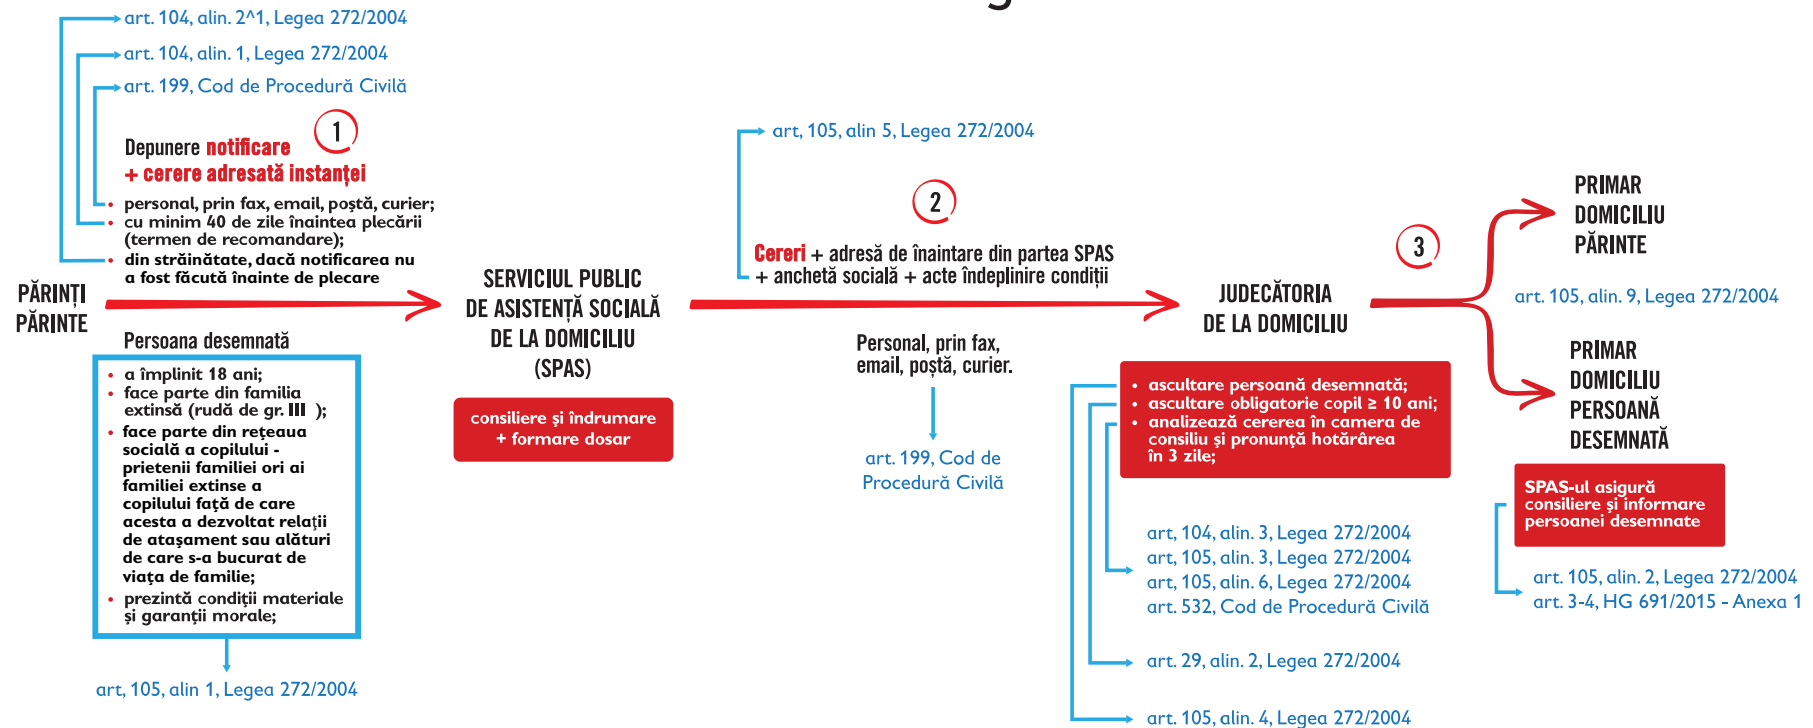 art. 104, alin. 2^1, Legea 272/2004
art. 104, alin. 1, Legea 272/2004
art. 199, Cod de Procedură Civilă
1
Depunere notificare
+ cerere adresată instanței
• personal, prin fax, email, poștă, curier;
• cu minim 40 de zile înaintea plecării
(termen de recomandare);
• din străinătate, dacă notificarea nu
a fost făcută înainte de plecare
PĂRINȚI
PĂRINTE
Persoana desemnată
• a împlinit 18 ani;
• face parte din familia
extinsă (rudă de gr. III );
• face parte din rețeaua
socială a copilului -
prietenii familiei ori ai
familiei extinse a
copilului față de care
acesta a dezvoltat relații
de atașament sau alături
de care s-a bucurat de
viața de familie;
• prezintă condiții materiale
și garanții morale;
art, 105, alin 1, Legea 272/2004
SERVICIUL PUBLIC
DE ASISTENȚĂ SOCIALĂ
DE LA DOMICILIU
(SPAS)
consiliere și îndrumare
+ formare dosar
art, 105, alin 5, Legea 272/2004
2
Cereri + adresă de înaintare din partea SPAS
+ anchetă socială + acte îndeplinire condiții
Personal, prin fax,
email, poștă, curier.
art. 199, Cod de
Procedură Civilă
JUDECĂTORIA
DE LA DOMICILIU
• ascultare persoană desemnată;
• ascultare obligatorie copil ≥ 10 ani;
• analizează cererea în camera de
consiliu și pronunță hotărârea
în 3 zile;
art, 104, alin. 3, Legea 272/2004
art, 105, alin. 3, Legea 272/2004
art, 105, alin. 6, Legea 272/2004
art. 532, Cod de Procedură Civilă
art. 29, alin. 2, Legea 272/2004
art. 105, alin. 4, Legea 272/2004
3
PRIMAR
DOMICILIU
PĂRINTE
art. 105, alin. 9, Legea 272/2004
PRIMAR
DOMICILIU
PERSOANĂ
DESEMNATĂ
SPAS-ul asigură
consiliere și informare
persoanei desemnate
art. 105, alin. 2, Legea 272/2004
art. 3-4, HG 691/2015 - Anexa 1